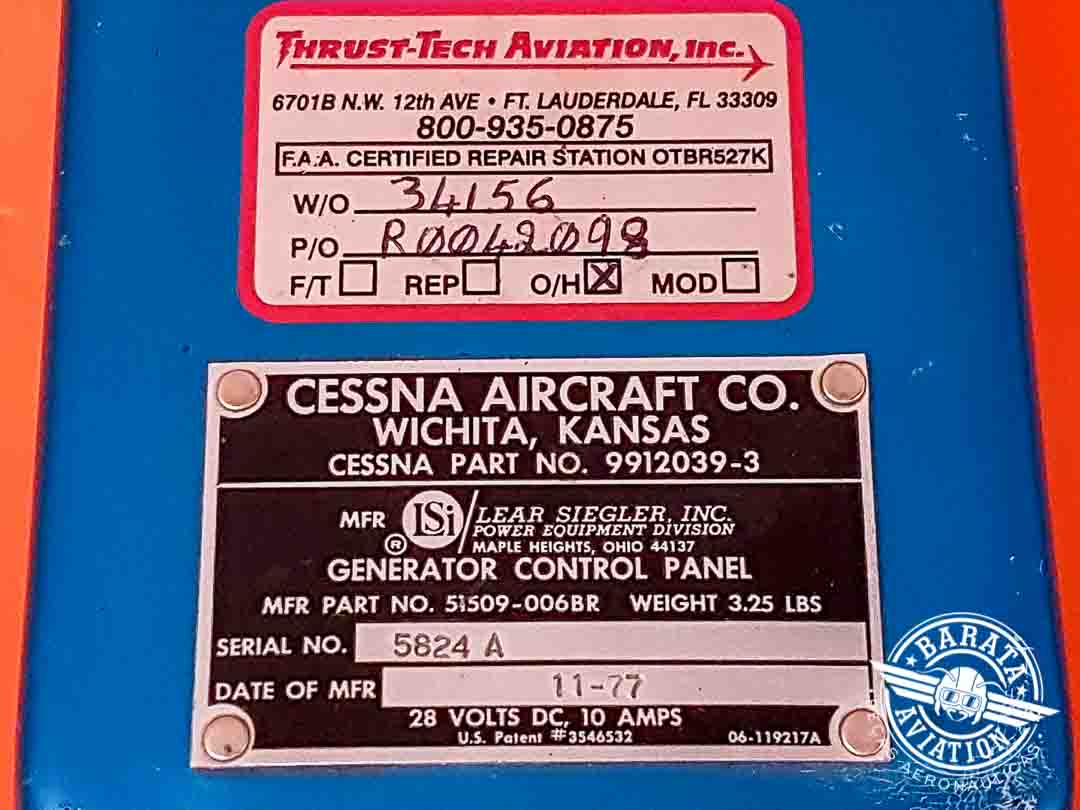 THRUST-TECH AVIATION, INC.
6701B N.W. 12th AVE • FT. LAUDERDALE, FL 33309
800-935-0875
F.A.A. CERTIFIED REPAIR STATION OTBR527K
W/O 34156
P/O R0042098
F/T REP O/H X MOD
CESSNA AIRCRAFT CO.
WICHITA, KANSAS
CESSNA PART NO. 9912039-3
MFR LSi ® LEAR SIEGLER, INC.
POWER EQUIPMENT DIVISION
MAPLE HEIGHTS, OHIO 44137
GENERATOR CONTROL PANEL
MFR PART NO. 51509-006BR WEIGHT 3.25 LBS
SERIAL NO. 5824 A
DATE OF MFR 11-77
28 VOLTS DC, 10 AMPS
U.S. Patent #3546532 06-119217A
BARATA
AVIATION